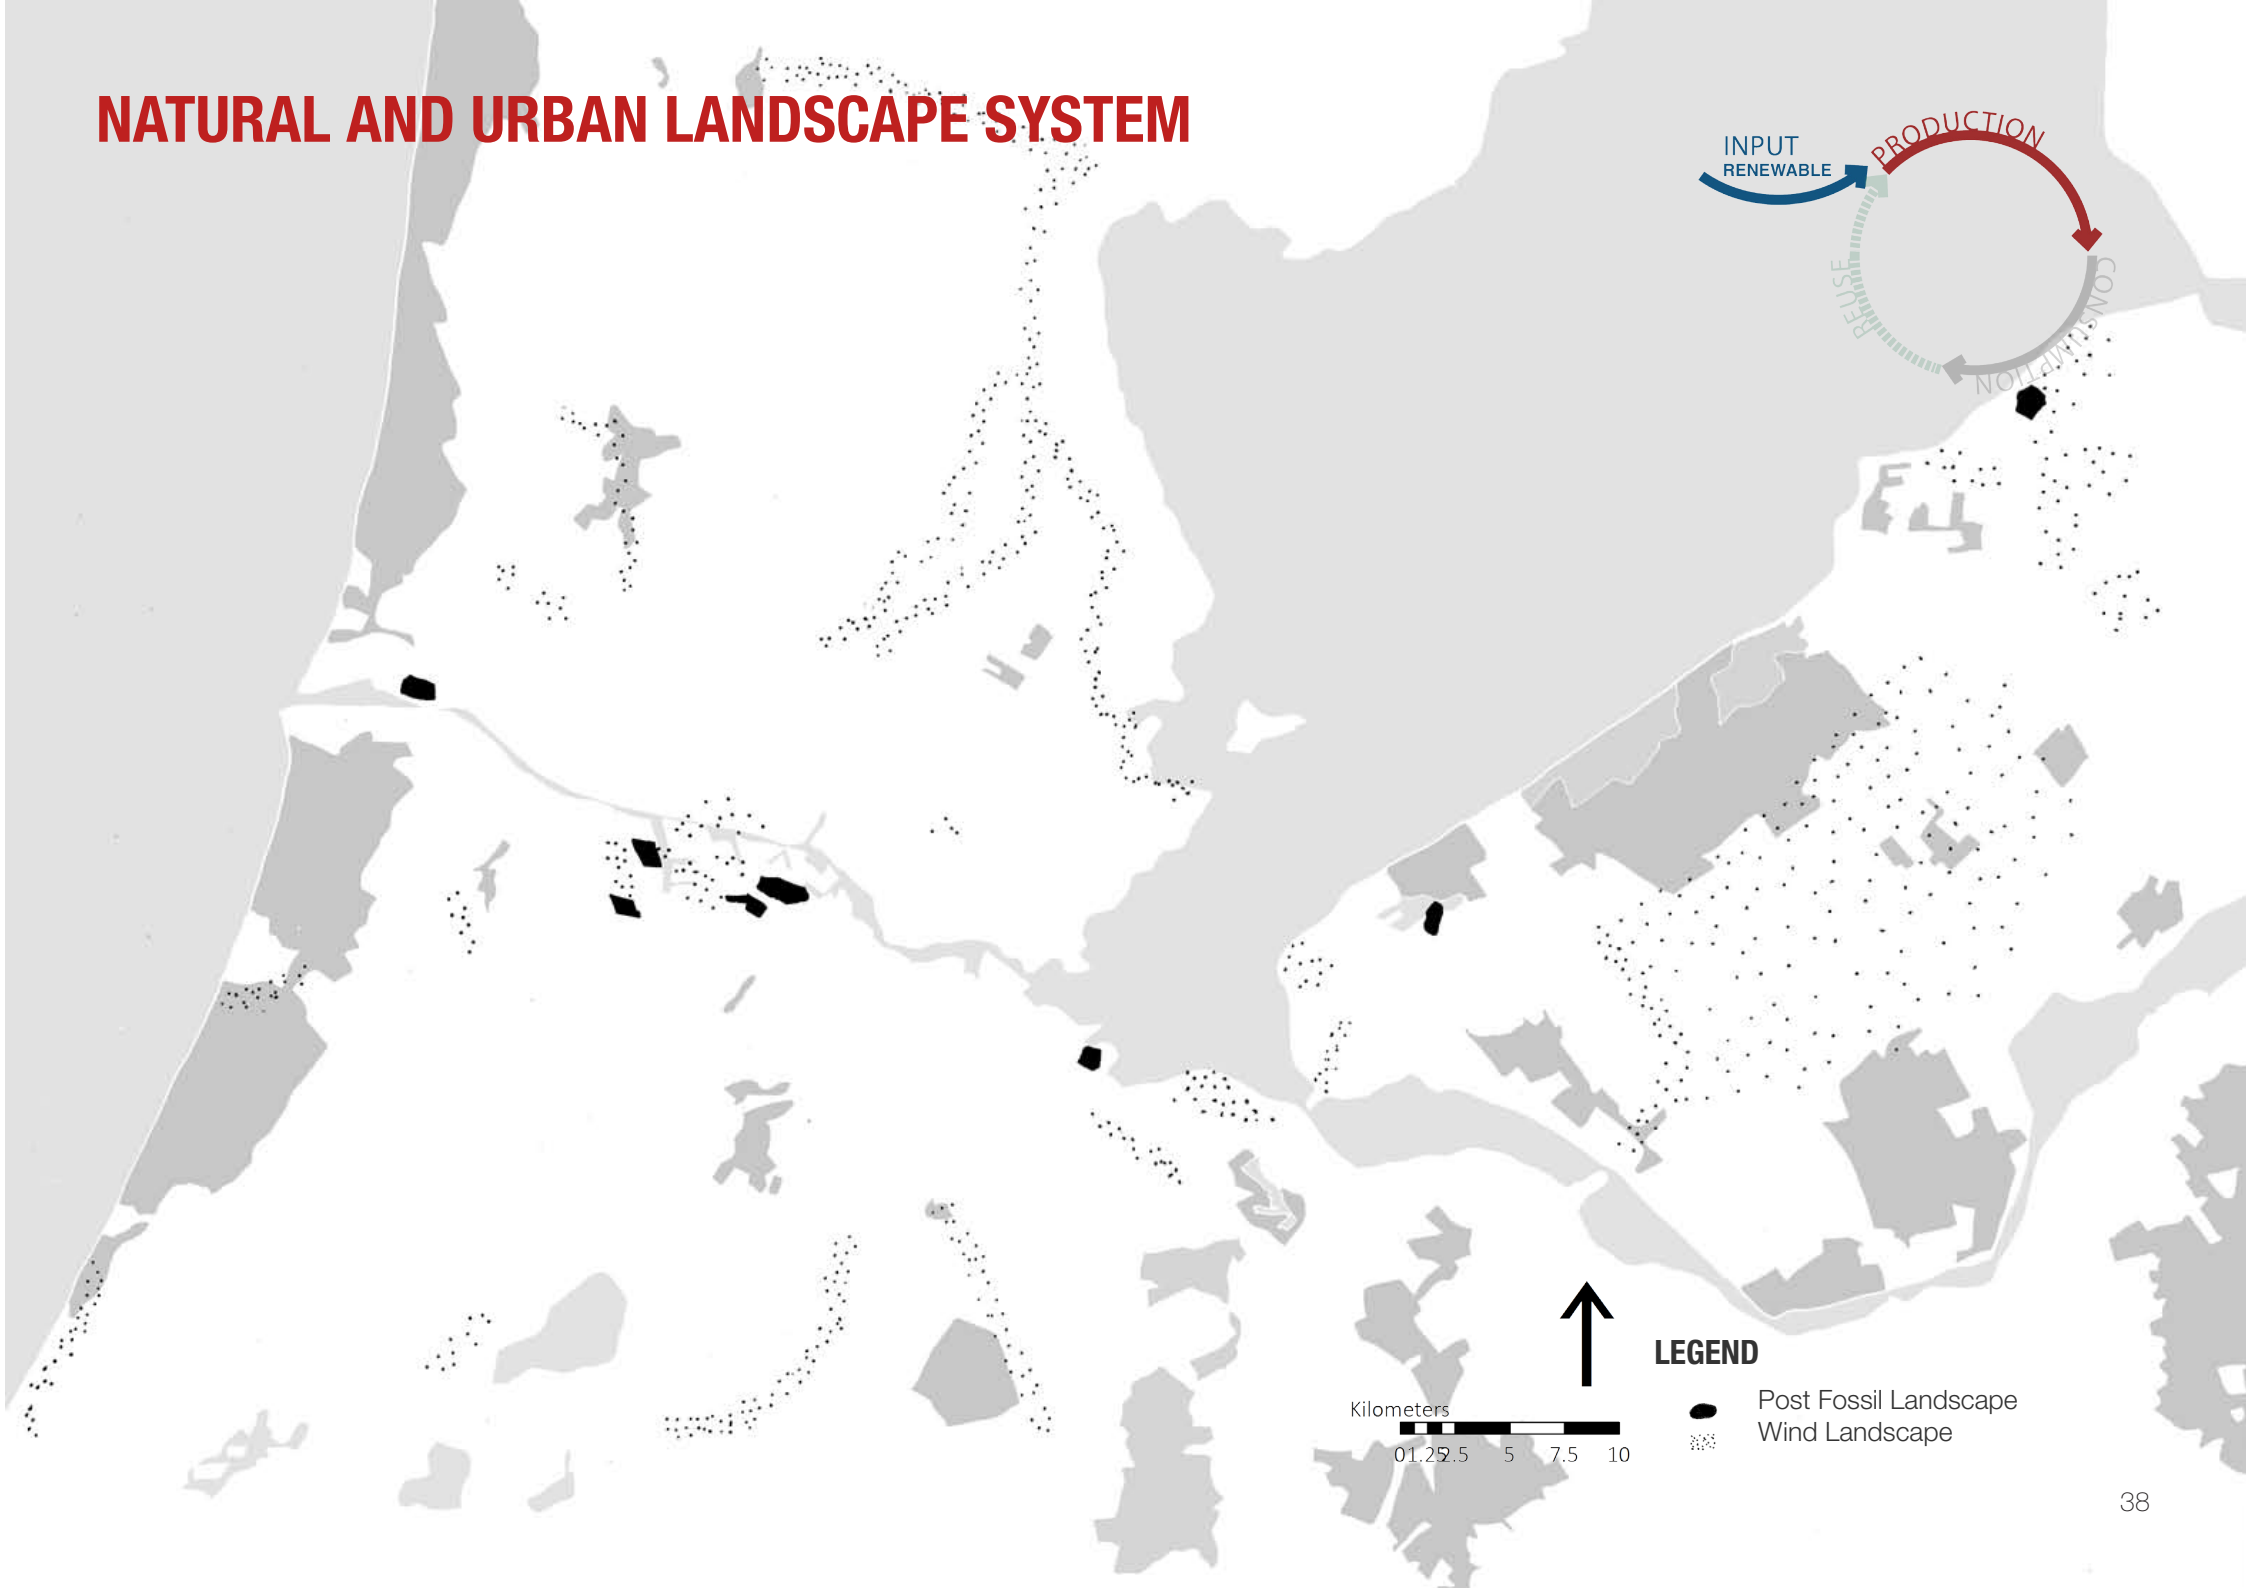 NATURAL AND URBAN LANDSCAPE SYSTEM
INPUT
RENEWABLE
PRODUCTION
CONSUMPTION
REUSE
LEGEND
Post Fossil Landscape
Wind Landscape
Kilometers
0 1.25 2.5 5 7.5 10
38